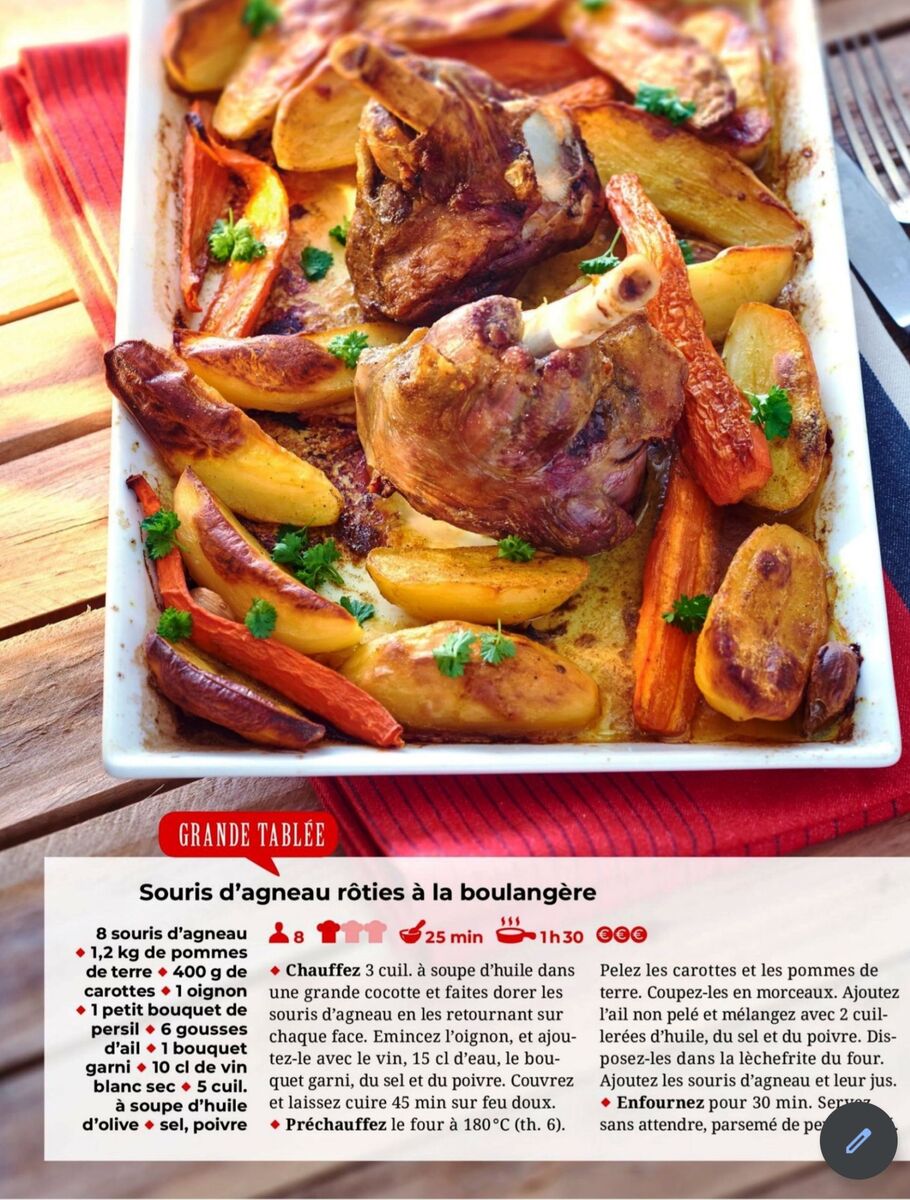 GRANDE TABLÉE
Souris d'agneau rôties à la boulangère
8 souris d'agneau
◆ 1,2 kg de pommes
de terre ◆ 400 g de
carottes ◆ 1 oignon
◆ 1 petit bouquet de
persil ◆ 6 gousses
d'ail ◆ 1 bouquet
garni ◆ 10 cl de vin
blanc sec ◆ 5 cuil.
à soupe d'huile
d'olive ◆ sel, poivre
8 25 min 1 h 30 €€€
◆ Chauffez 3 cuil. à soupe d'huile dans
une grande cocotte et faites dorer les
souris d'agneau en les retournant sur
chaque face. Emincez l'oignon, et ajou-
tez-le avec le vin, 15 cl d'eau, le bou-
quet garni, du sel et du poivre. Couvrez
et laissez cuire 45 min sur feu doux.
◆ Préchauffez le four à 180 °C (th. 6).
Pelez les carottes et les pommes de
terre. Coupez-les en morceaux. Ajoutez
l'ail non pelé et mélangez avec 2 cuil-
lerées d'huile, du sel et du poivre. Dis-
posez-les dans la lèchefrite du four.
Ajoutez les souris d'agneau et leur jus.
◆ Enfournez pour 30 min. Servez
sans attendre, parsemé de